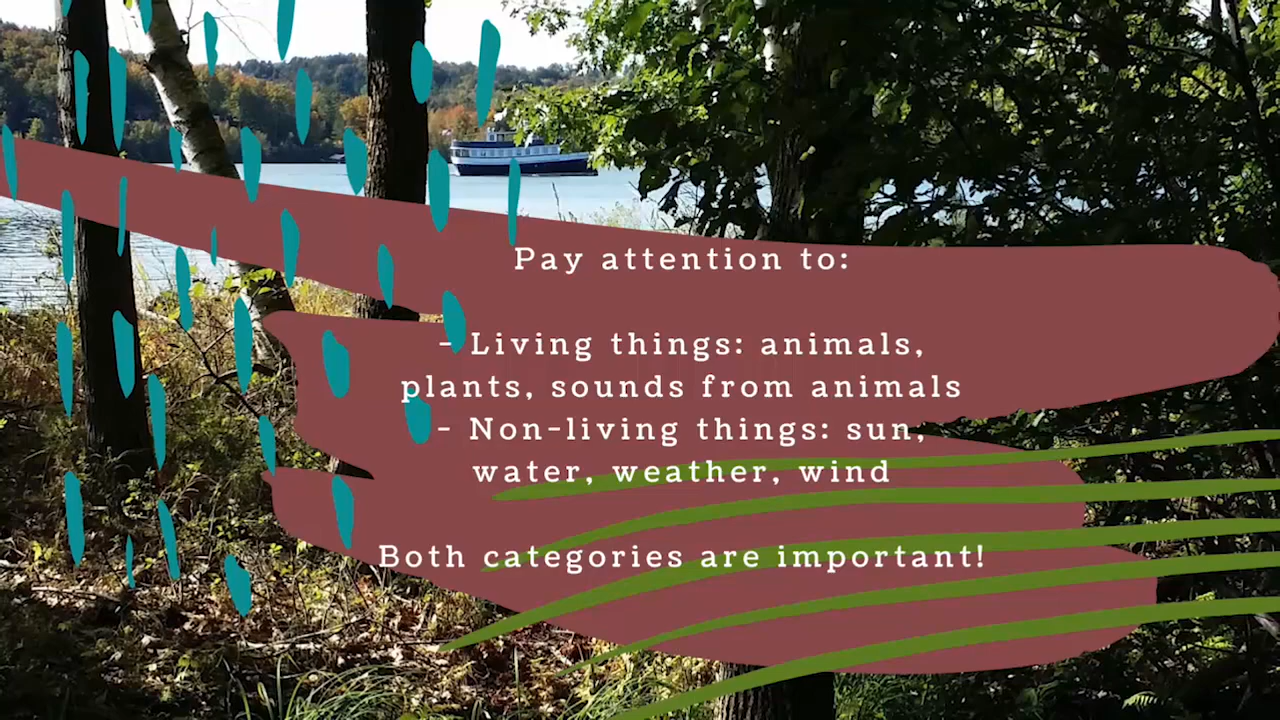 Pay attention to:
- Living things: animals,
plants, sounds from animals
- Non-living things: sun,
water, weather, wind
Both categories are important!